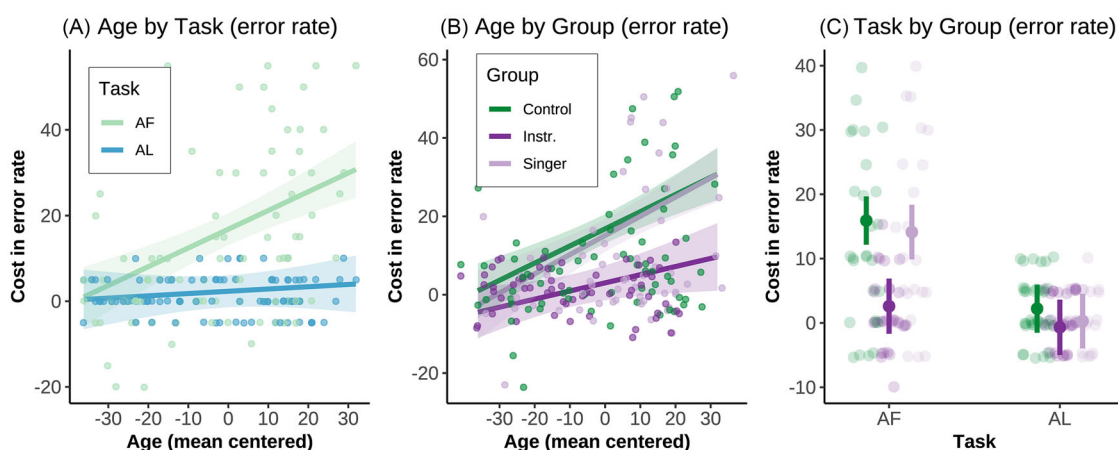 (A) Age by Task (error rate)
Cost in error rate
40
20
0
-20
Task
AF
AL
-30 -20 -10 0 10 20 30
Age (mean centered)
(B) Age by Group (error rate)
Cost in error rate
60
40
20
0
-20
Group
Control
Instr.
Singer
-30 -20 -10 0 10 20 30
Age (mean centered)
(C) Task by Group (error rate)
Cost in error rate
40
30
20
10
0
-10
AF AL
Task